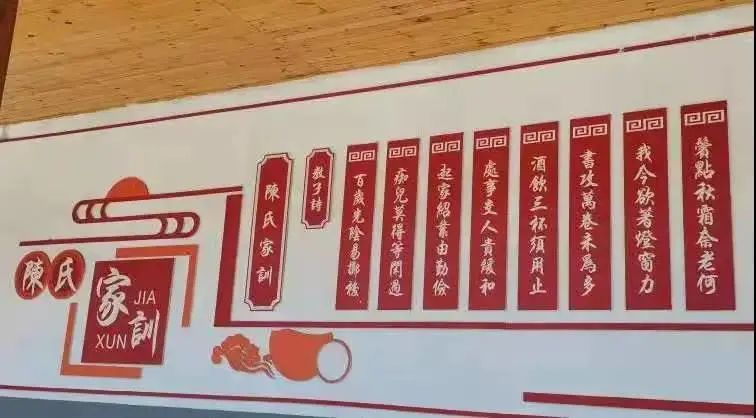 陳氏
家訓
JIA
XUN
陳氏家訓
教子詩
百歲光陰易擲梭
痴兒莫得等閑過
起家紹業由勤儉
處事交人貴緩和
酒飲三杯須用止
書攻萬卷未為多
我今欲著燈窗力
鬢點秋霜奈老何